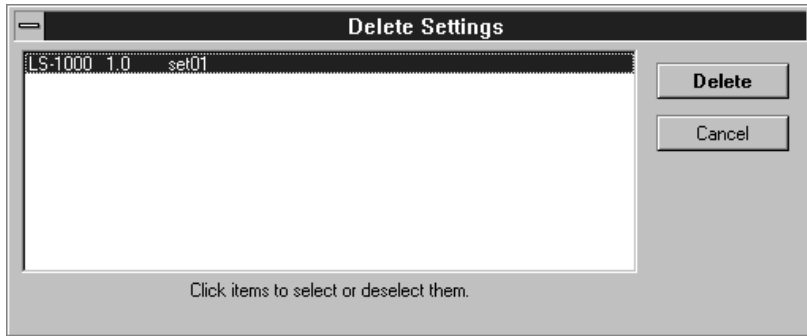 Delete Settings
LS-1000 1.0 set01
Delete
Cancel
Click items to select or deselect them.